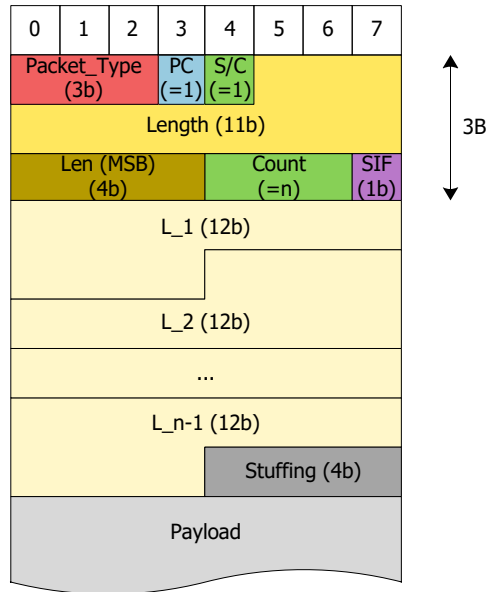 0 1 2 3 4 5 6 7
Packet_Type PC S/C
(3b) (=1) (=1)
Length (11b)
3B
Len (MSB) Count SIF
(4b) (=n) (1b)
L_1 (12b)
L_2 (12b)
...
L_n-1 (12b)
Stuffing (4b)
Payload